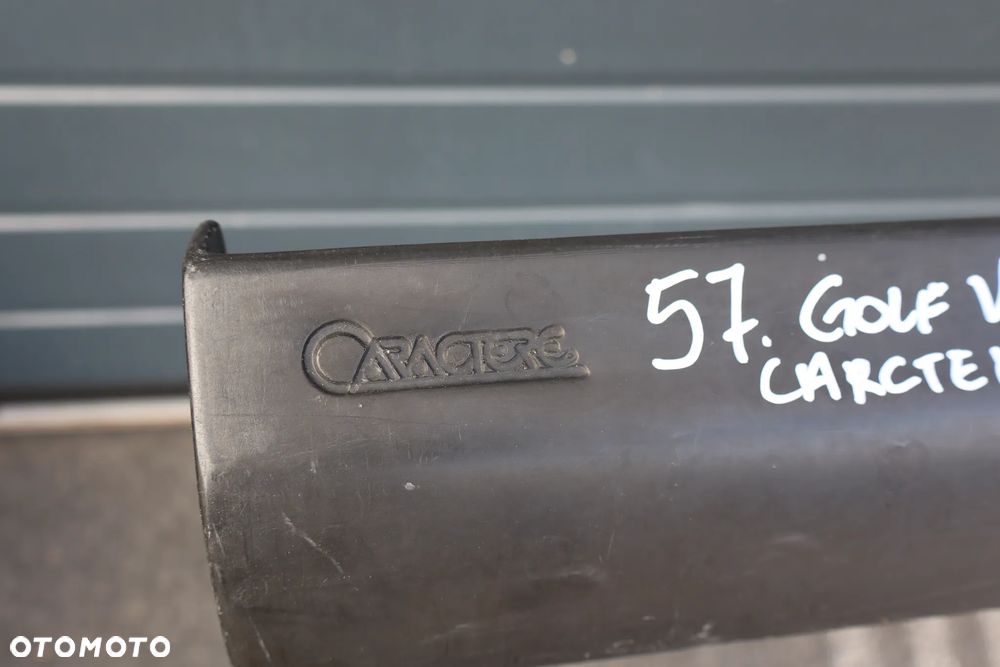 CARACTERE
57. GOLF V
CARCTE
OTOMOTO